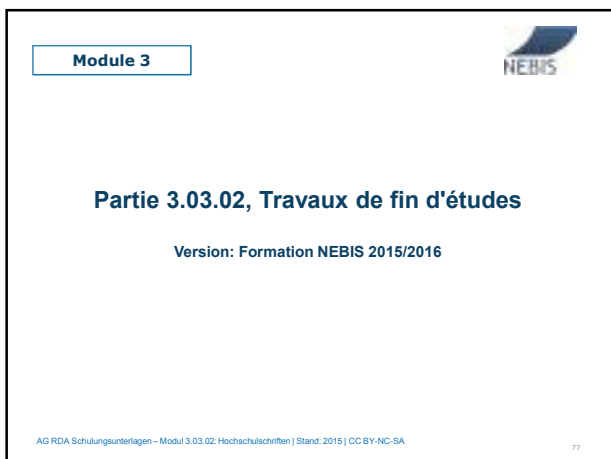 Module 3
NEBIS
Partie 3.03.02, Travaux de fin d'études
Version: Formation NEBIS 2015/2016
AG RDA Schulungsunterlagen – Modul 3.03.02: Hochschulschriften | Stand: 2015 | CC BY-NC-SA
77